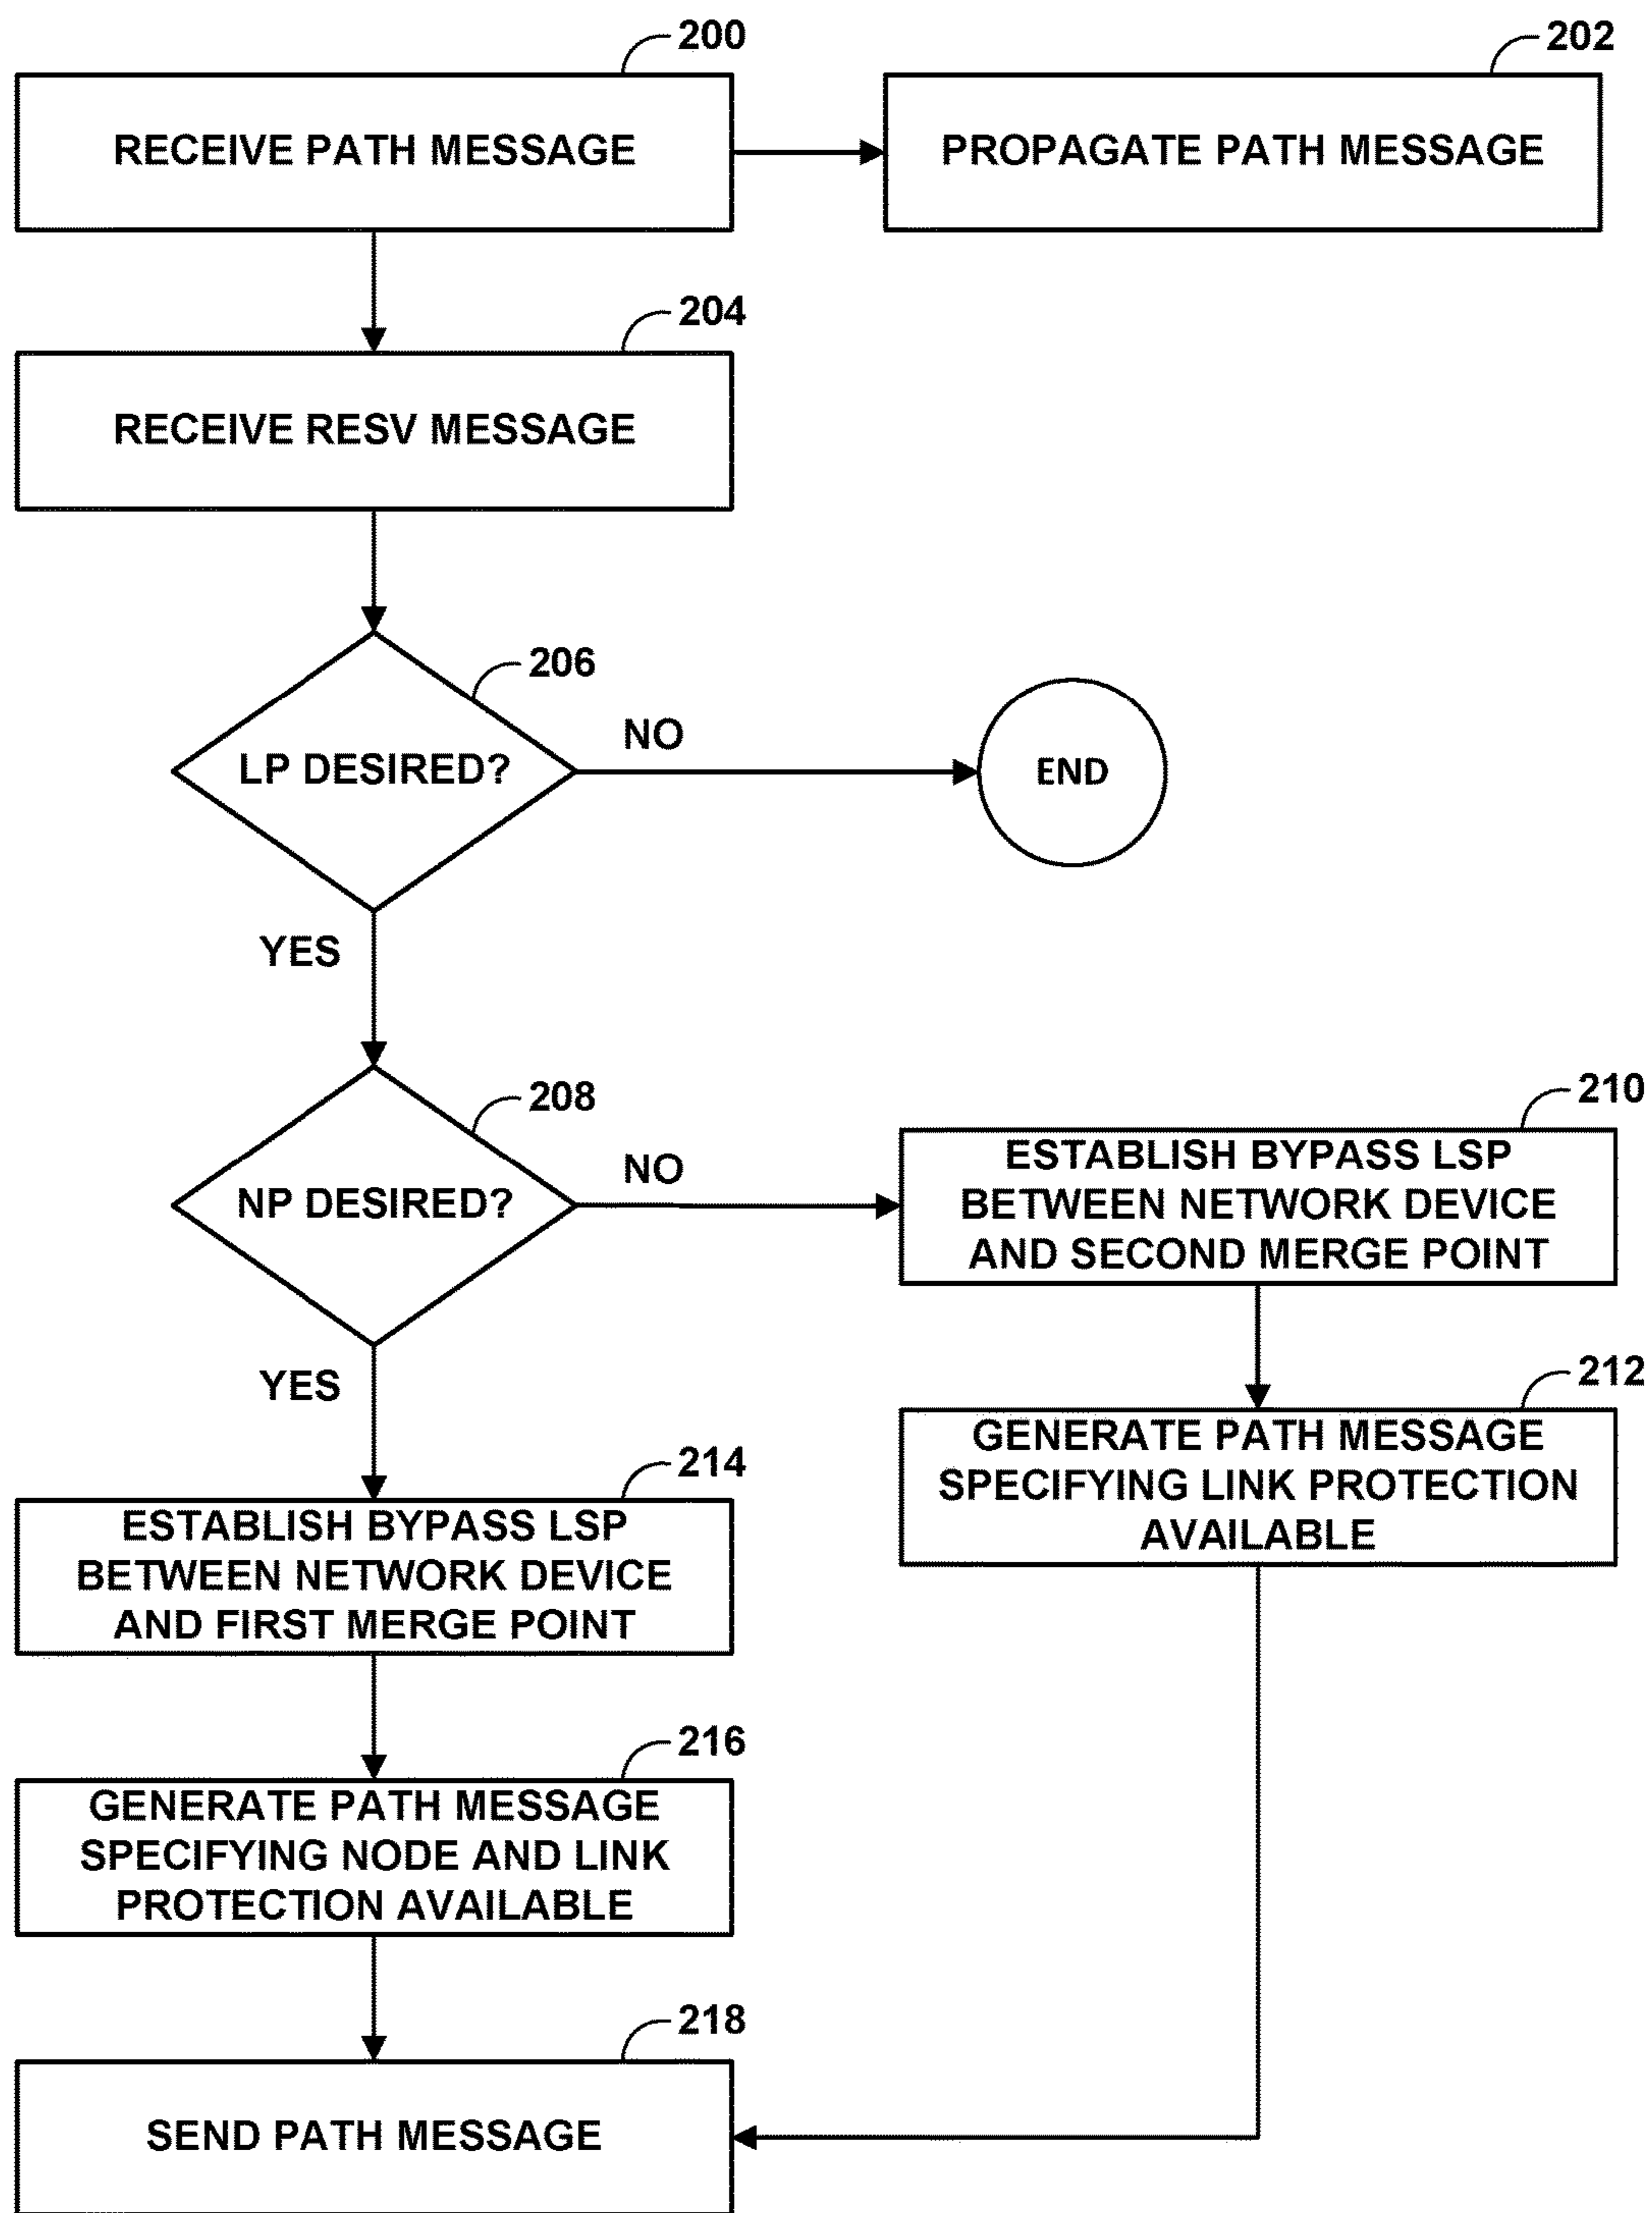 200
RECEIVE PATH MESSAGE
202
PROPAGATE PATH MESSAGE
204
RECEIVE RESV MESSAGE
206
LP DESIRED?
NO
END
YES
208
NP DESIRED?
NO
210
ESTABLISH BYPASS LSP
BETWEEN NETWORK DEVICE
AND SECOND MERGE POINT
212
GENERATE PATH MESSAGE
SPECIFYING LINK PROTECTION
AVAILABLE
YES
214
ESTABLISH BYPASS LSP
BETWEEN NETWORK DEVICE
AND FIRST MERGE POINT
216
GENERATE PATH MESSAGE
SPECIFYING NODE AND LINK
PROTECTION AVAILABLE
218
SEND PATH MESSAGE